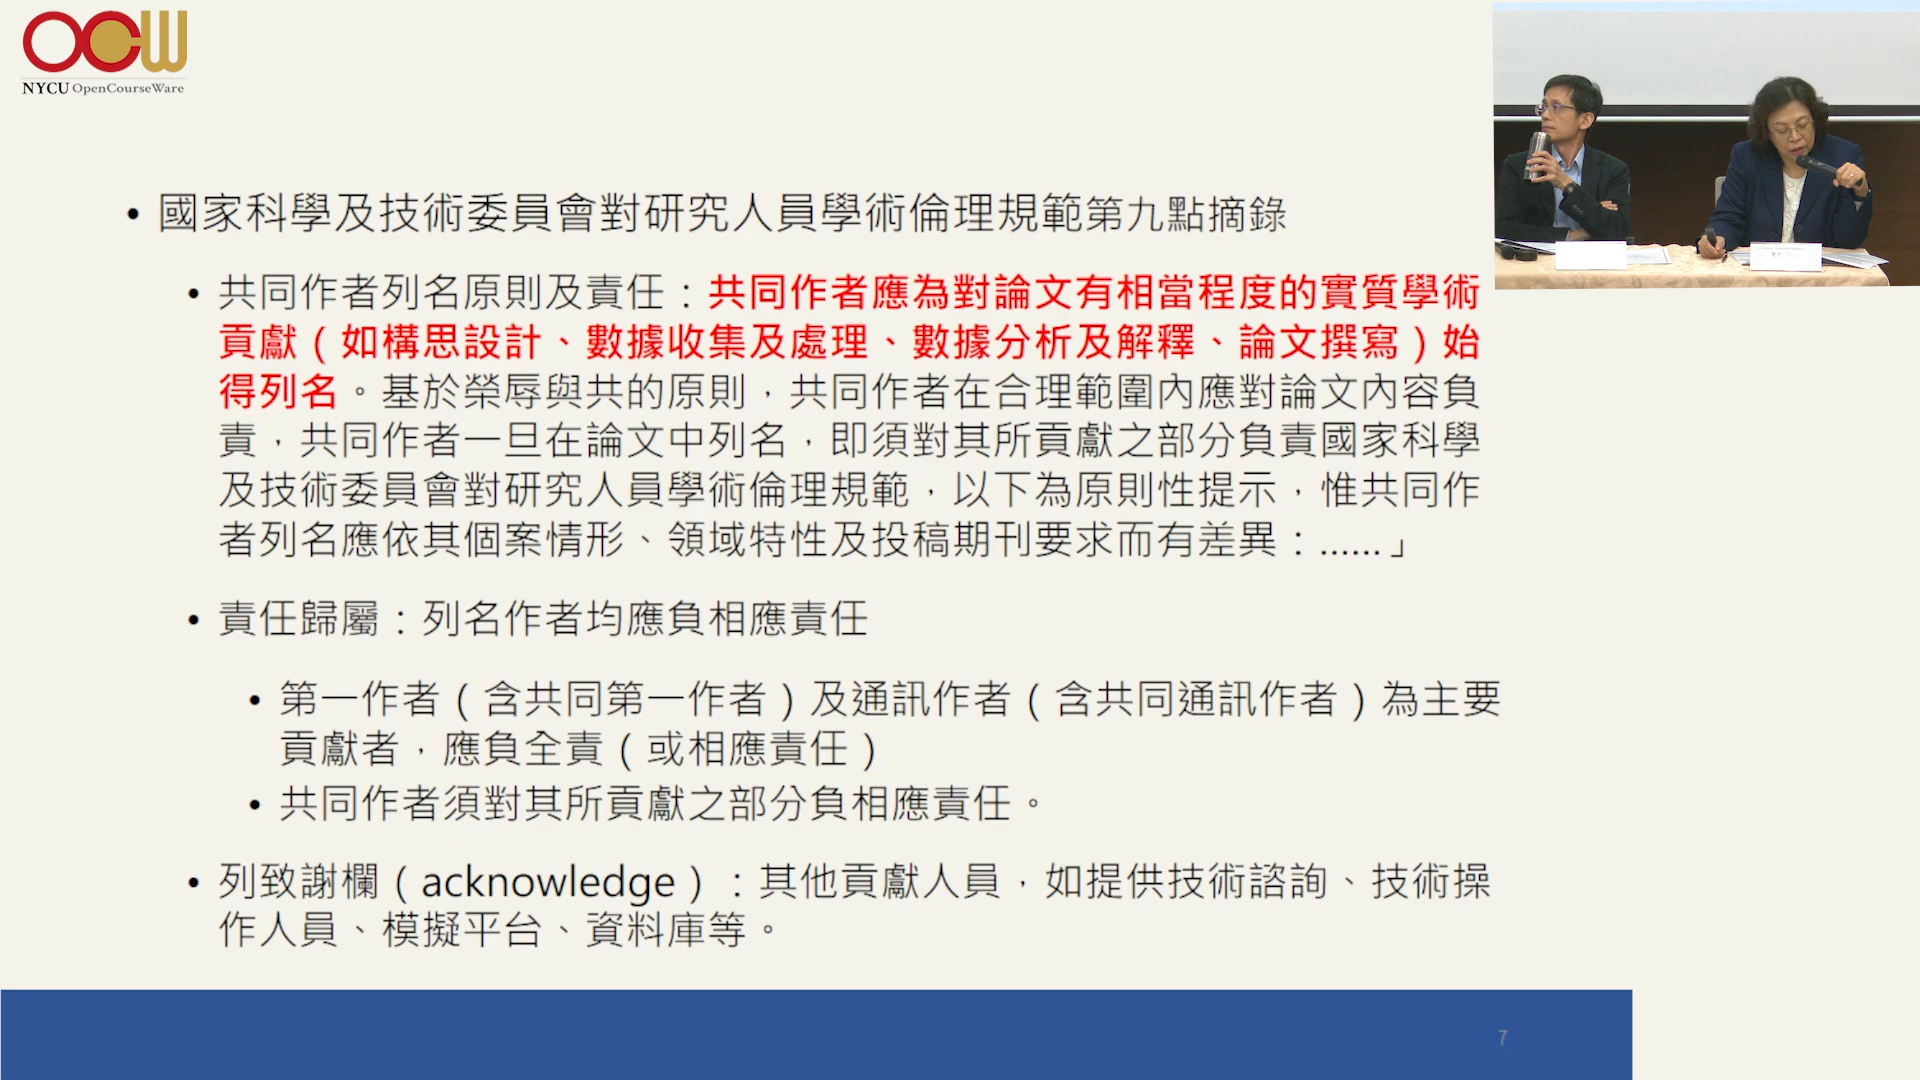 OCW
NYCU OpenCourseWare
• 國家科學及技術委員會對研究人員學術倫理規範第九點摘錄
• 共同作者列名原則及責任：共同作者應為對論文有相當程度的實質學術
貢獻（如構思設計、數據收集及處理、數據分析及解釋、論文撰寫）始
得列名。基於榮辱與共的原則，共同作者在合理範圍內應對論文內容負
責，共同作者一旦在論文中列名，即須對其所貢獻之部分負責國家科學
及技術委員會對研究人員學術倫理規範，以下為原則性提示，惟共同作
者列名應依其個案情形、領域特性及投稿期刊要求而有差異：......」
• 責任歸屬：列名作者均應負相應責任
• 第一作者（含共同第一作者）及通訊作者（含共同通訊作者）為主要
貢獻者，應負全責（或相應責任）
• 共同作者須對其所貢獻之部分負相應責任。
• 列致謝欄（acknowledge）：其他貢獻人員，如提供技術諮詢、技術操
作人員、模擬平台、資料庫等。
7